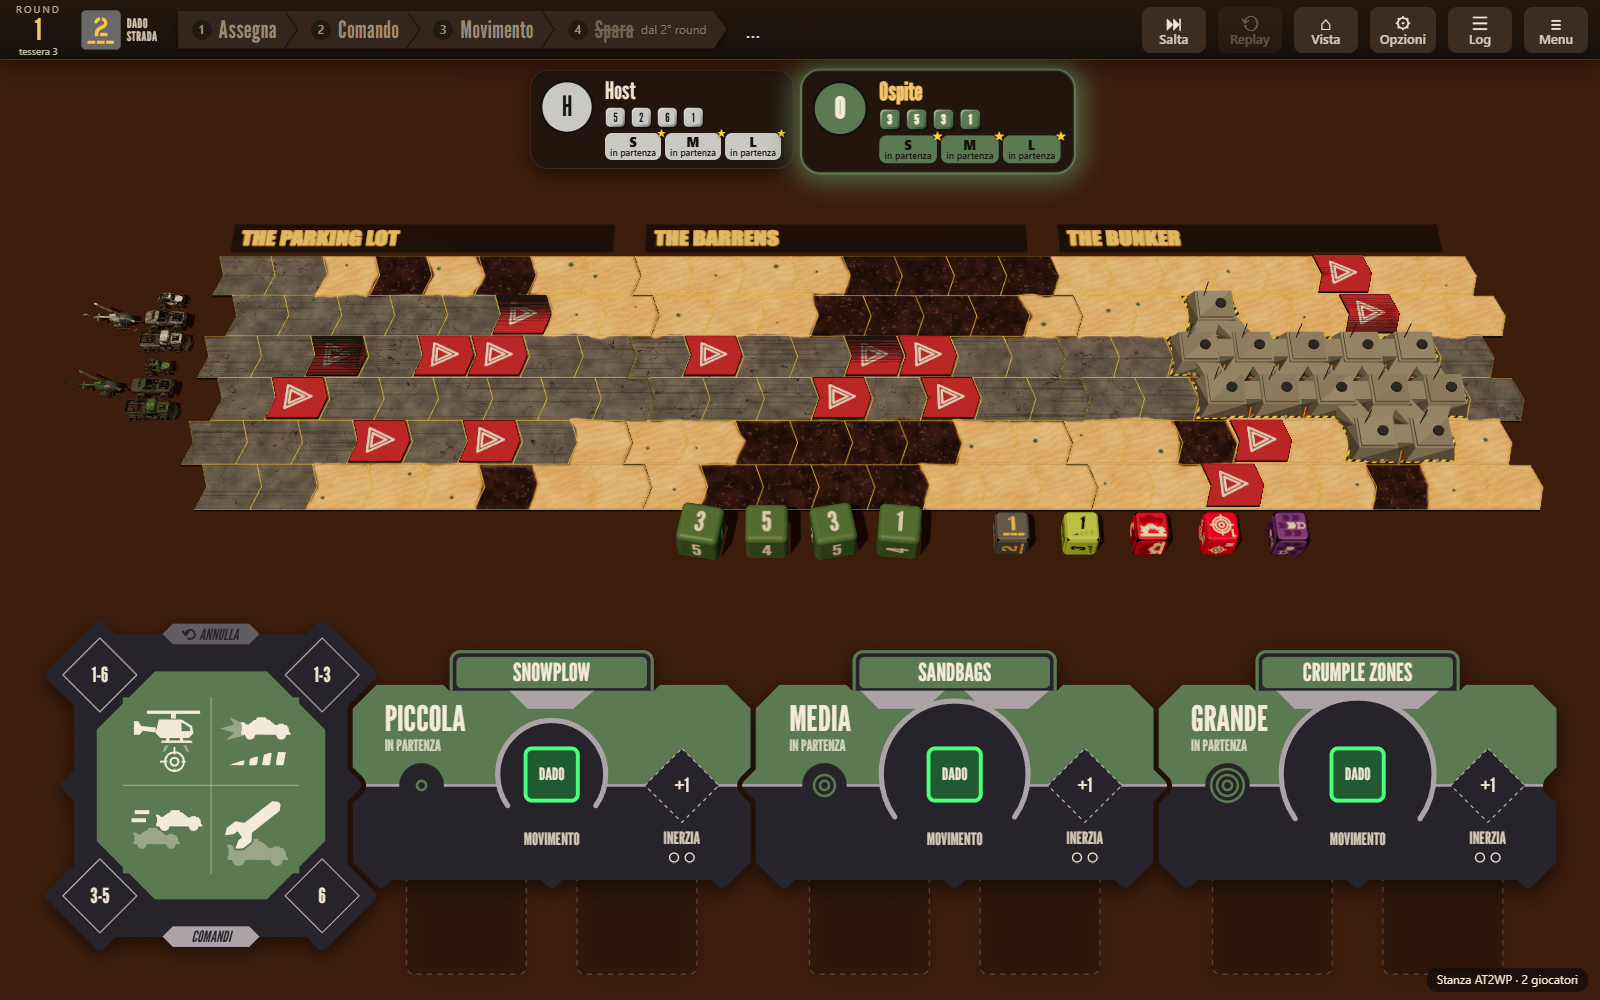 ROUND
1
tessera 3
2
DADO
STRADA
1 Assegna
2 Comando
3 Movimento
4 Spara dal 2° round
...
Salta
Replay
Vista
Opzioni
Log
Menu
H
Host
5 2 6 1
S
in partenza
M
in partenza
L
in partenza
O
Ospite
3 5 3 1
S
in partenza
M
in partenza
L
in partenza
THE PARKING LOT
THE BARRENS
THE BUNKER
3 5 3 1
5 4 5
1 1
ANNULLA
1-6
1-3
3-5
6
COMANDI
SNOWPLOW
PICCOLA
IN PARTENZA
DADO
MOVIMENTO
+1
INERZIA
SANDBAGS
MEDIA
IN PARTENZA
DADO
MOVIMENTO
+1
INERZIA
CRUMPLE ZONES
GRANDE
IN PARTENZA
DADO
MOVIMENTO
+1
INERZIA
Stanza AT2WP · 2 giocatori